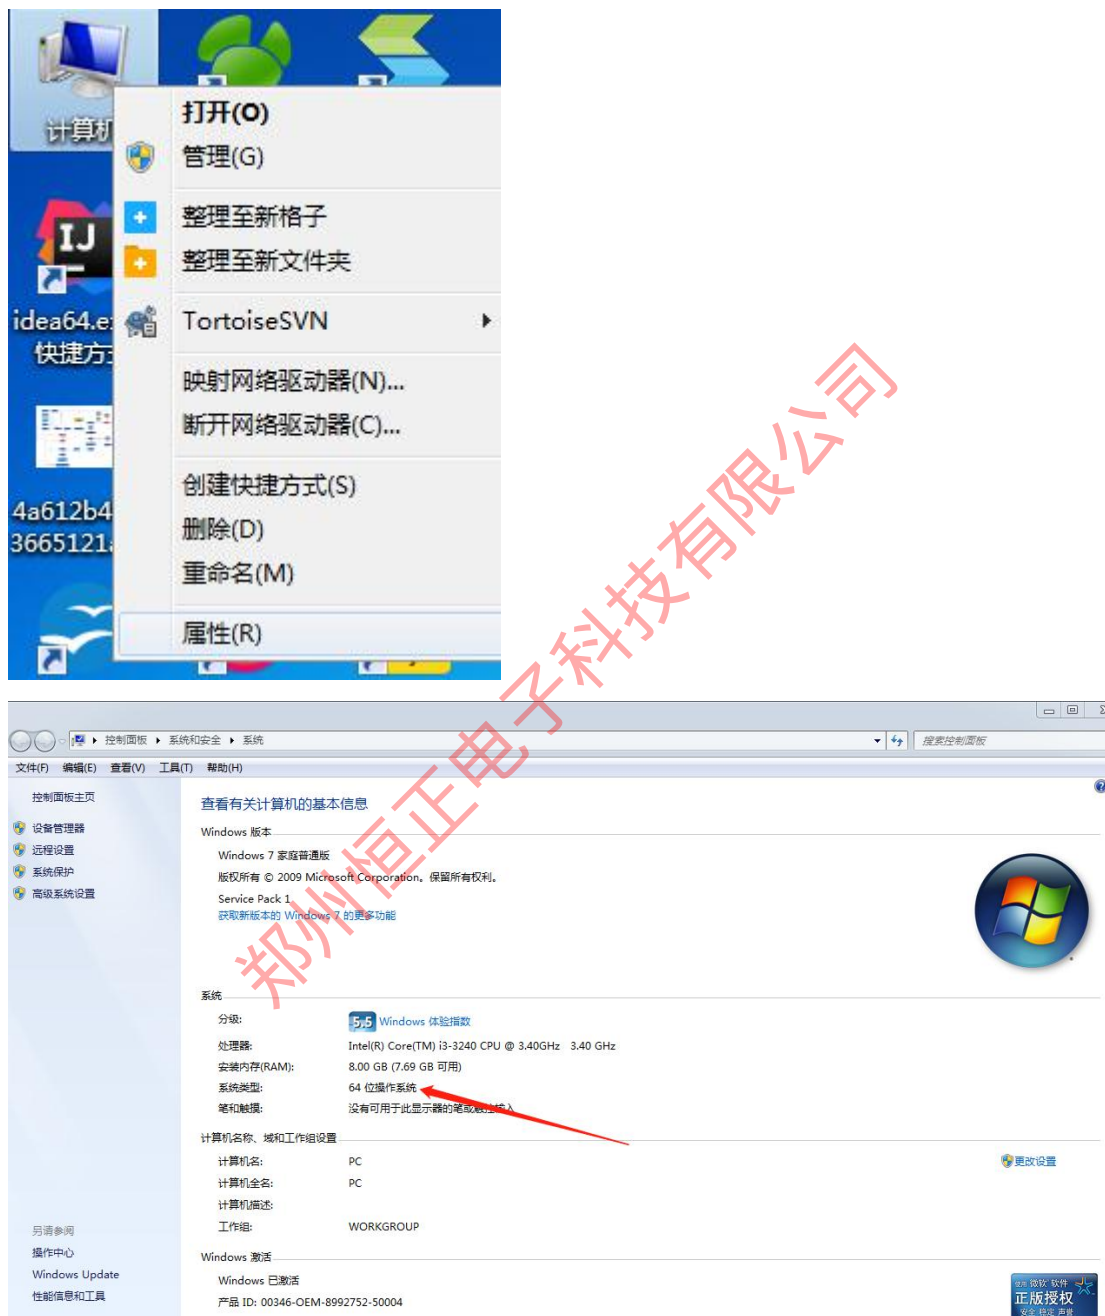 计算机
打开(O)
管理(G)
整理至新格子
整理至新文件夹
TortoiseSVN
映射网络驱动器(N)...
断开网络驱动器(C)...
创建快捷方式(S)
删除(D)
重命名(M)
属性(R)
IJ
idea64.e
快捷方
4a612b4
3665121
郑州恒正电子科技有限公司
控制面板 系统和安全 系统
搜索控制面板
文件(F) 编辑(E) 查看(V) 工具(T) 帮助(H)
控制面板主页
设备管理器
远程设置
系统保护
高级系统设置
查看有关计算机的基本信息
Windows 版本
Windows 7 家庭普通版
版权所有 © 2009 Microsoft Corporation。保留所有权利。
Service Pack 1
获取新版本的 Windows 7 的更多功能
系统
分级:
5.5 Windows 体验指数
处理器: Intel(R) Core(TM) i3-3240 CPU @ 3.40GHz 3.40 GHz
安装内存(RAM): 8.00 GB (7.69 GB 可用)
系统类型: 64 位操作系统
笔和触摸: 没有可用于此显示器的笔或触控输入
计算机名称、域和工作组设置
计算机名: PC
更改设置
计算机全名: PC
计算机描述:
工作组: WORKGROUP
Windows 激活
Windows 已激活
产品 ID: 00346-OEM-8992752-50004
另请参阅
操作中心
Windows Update
性能信息和工具
使用 微软 软件
正版授权
安全 稳定 声誉